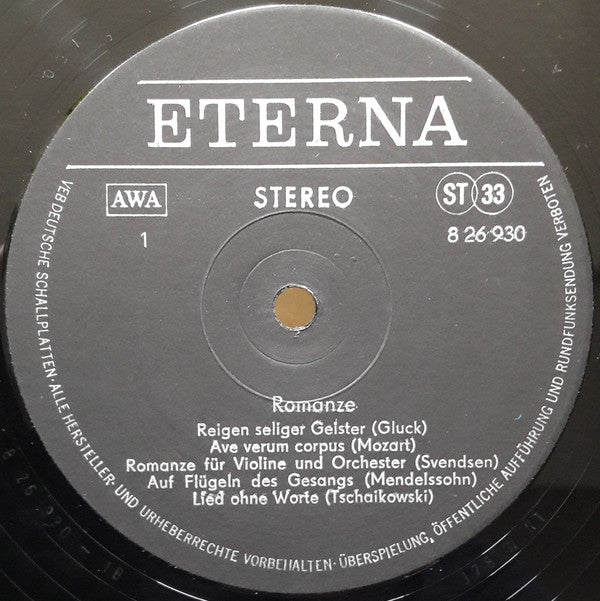 ETERNA
AWA
STEREO
ST 33
1
8 26 930
Romanze
Reigen seliger Geister (Gluck)
Ave verum corpus (Mozart)
Romanze für Violine und Orchester (Svendsen)
Auf Flügeln des Gesangs (Mendelssohn)
Lied ohne Worte (Tschaikowski)
VEB DEUTSCHE SCHALLPLATTEN · ALLE HERSTELLER- UND URHEBERRECHTE VORBEHALTEN · ÜBERSPIELUNG, ÖFFENTLICHE AUFFÜHRUNG UND RUNDFUNKSENDUNG VERBOTEN